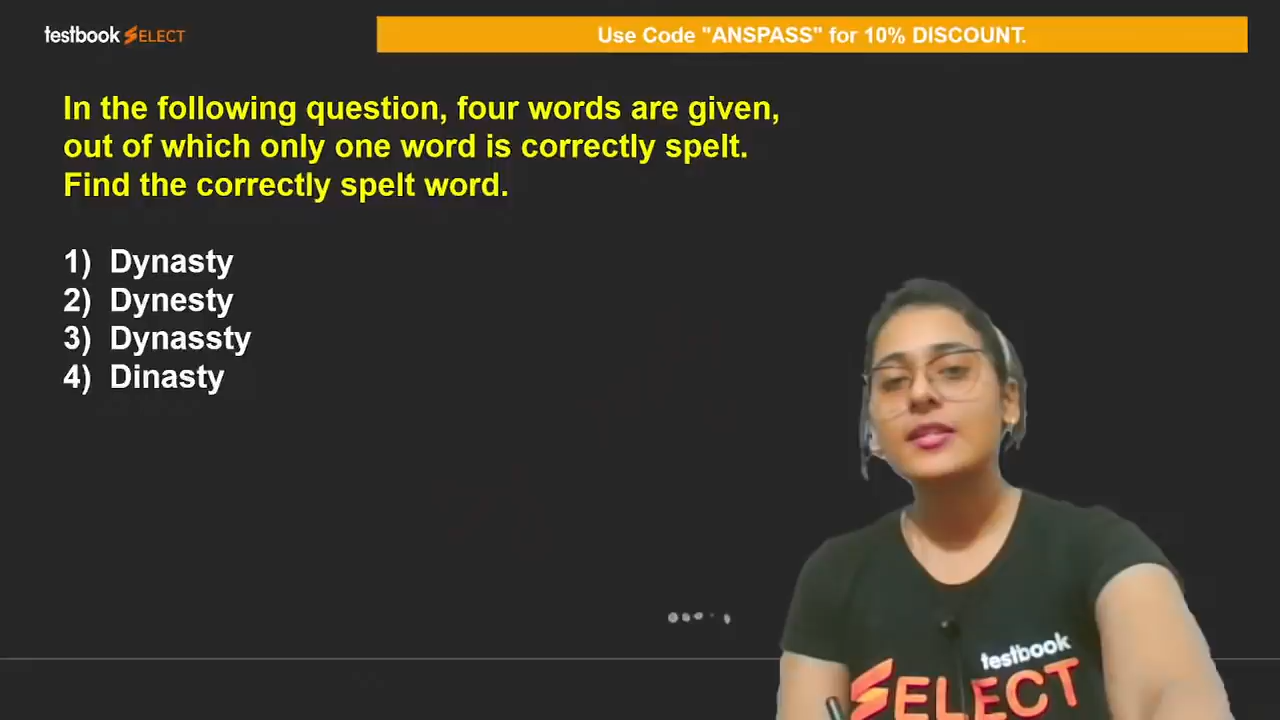 testbook SELECT
Use Code "ANSPASS" for 10% DISCOUNT.
In the following question, four words are given,
out of which only one word is correctly spelt.
Find the correctly spelt word.
1) Dynasty
2) Dynesty
3) Dynassty
4) Dinasty
testbook
SELECT